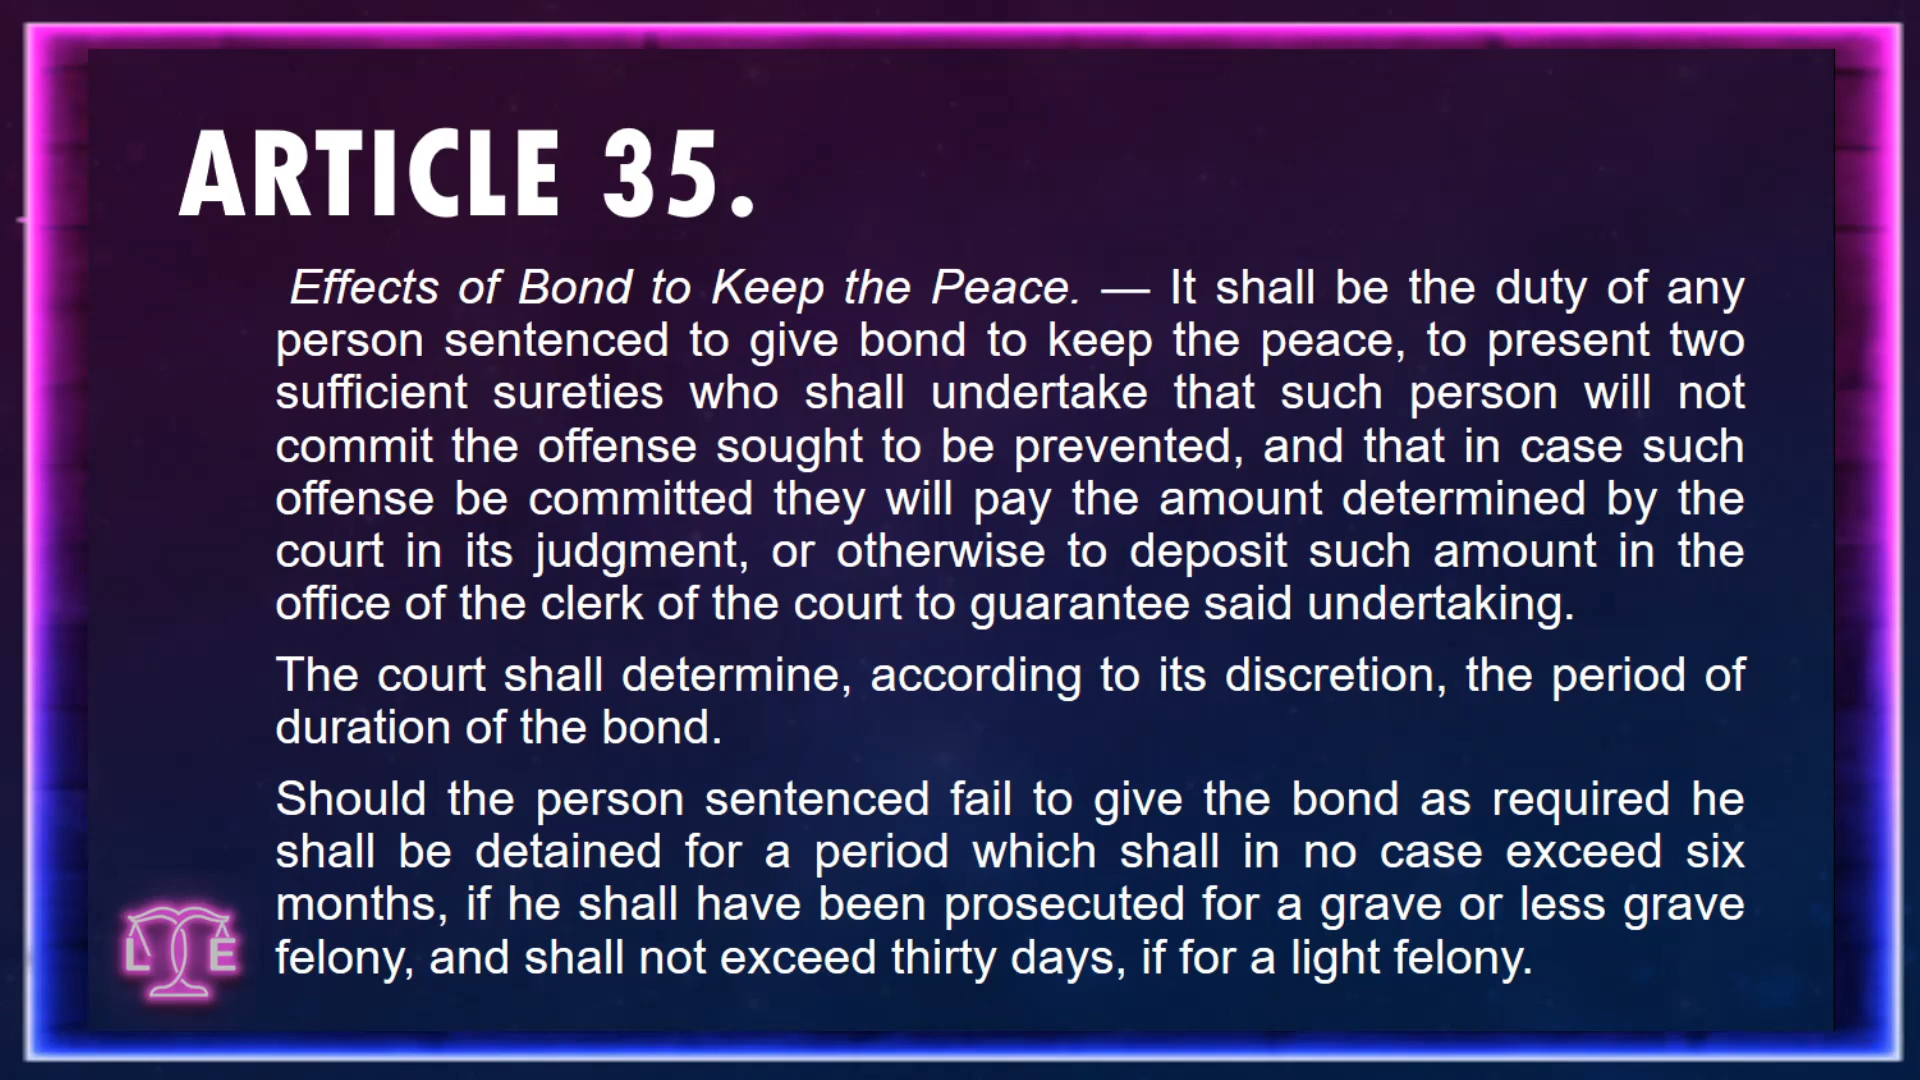 ARTICLE 35.
Effects of Bond to Keep the Peace. — It shall be the duty of any
person sentenced to give bond to keep the peace, to present two
sufficient sureties who shall undertake that such person will not
commit the offense sought to be prevented, and that in case such
offense be committed they will pay the amount determined by the
court in its judgment, or otherwise to deposit such amount in the
office of the clerk of the court to guarantee said undertaking.
The court shall determine, according to its discretion, the period of
duration of the bond.
Should the person sentenced fail to give the bond as required he
shall be detained for a period which shall in no case exceed six
months, if he shall have been prosecuted for a grave or less grave
felony, and shall not exceed thirty days, if for a light felony.
L E